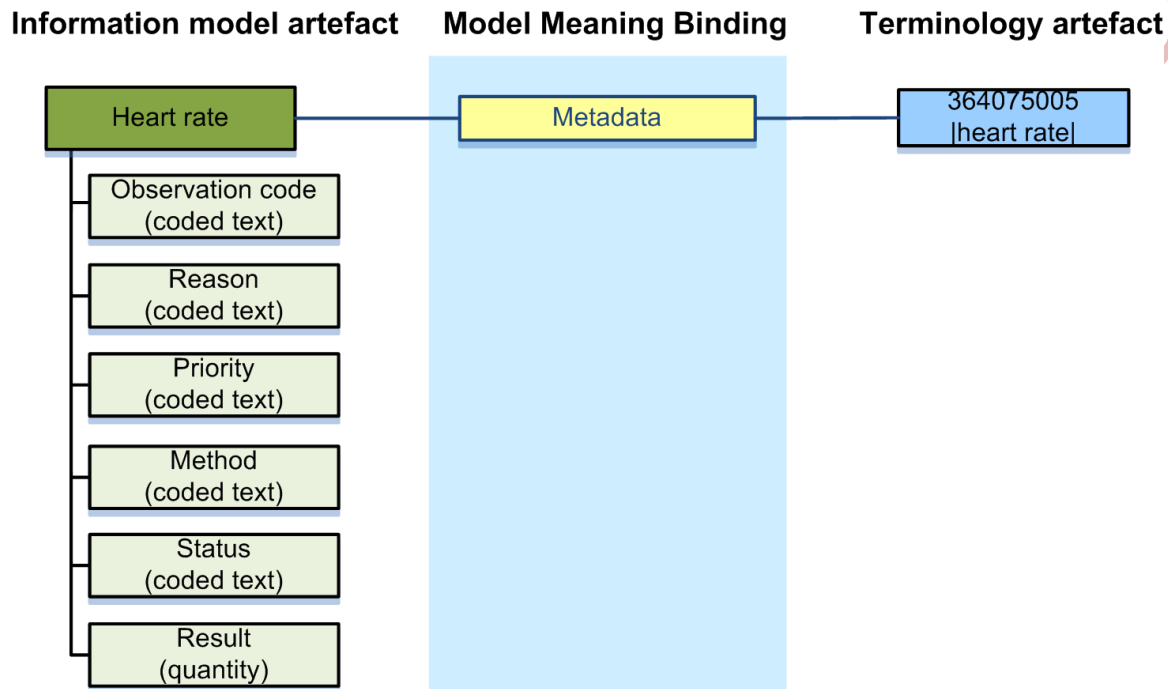 Information model artefact
Model Meaning Binding
Terminology artefact
Heart rate
Metadata
364075005
|heart rate|
Observation code
(coded text)
Reason
(coded text)
Priority
(coded text)
Method
(coded text)
Status
(coded text)
Result
(quantity)